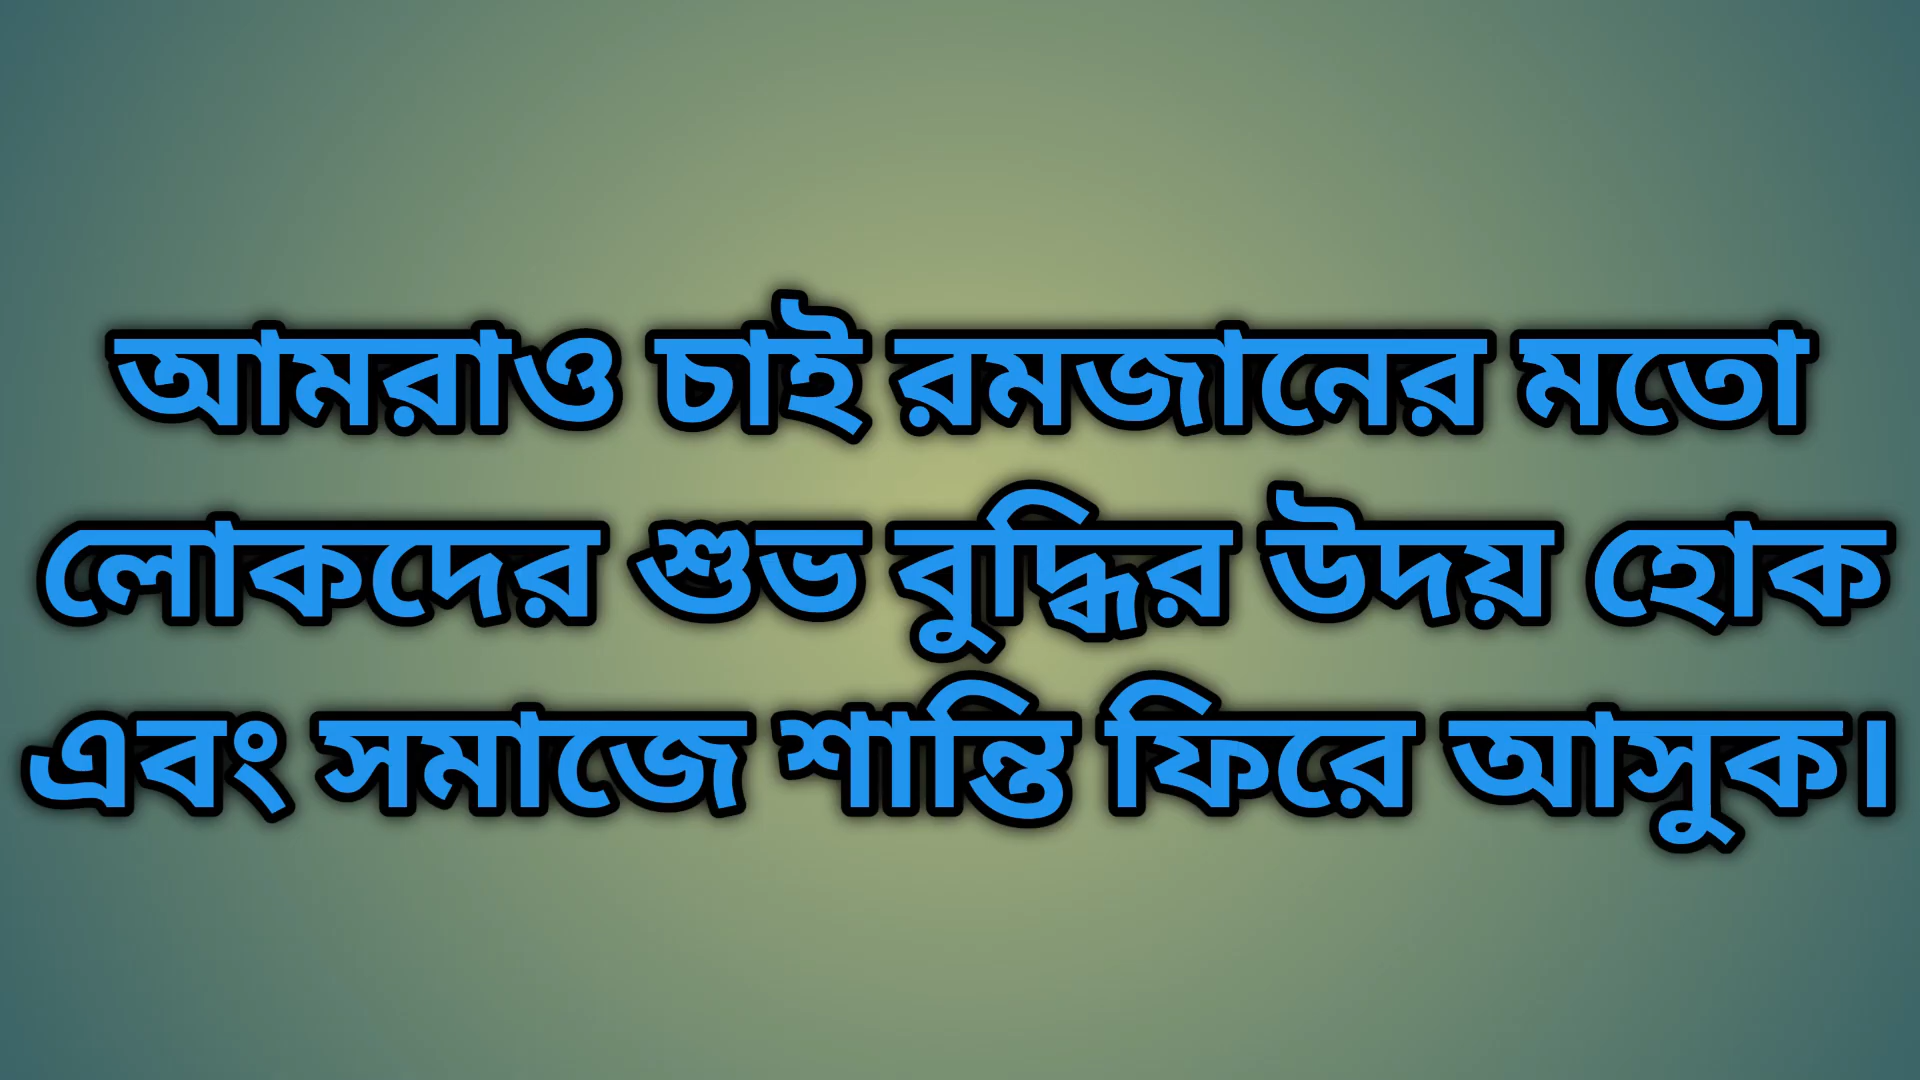 আমরাও চাই রমজানের মতো
লোকদের শুভ বুদ্ধির উদয় হোক
এবং সমাজে শান্তি ফিরে আসুক।